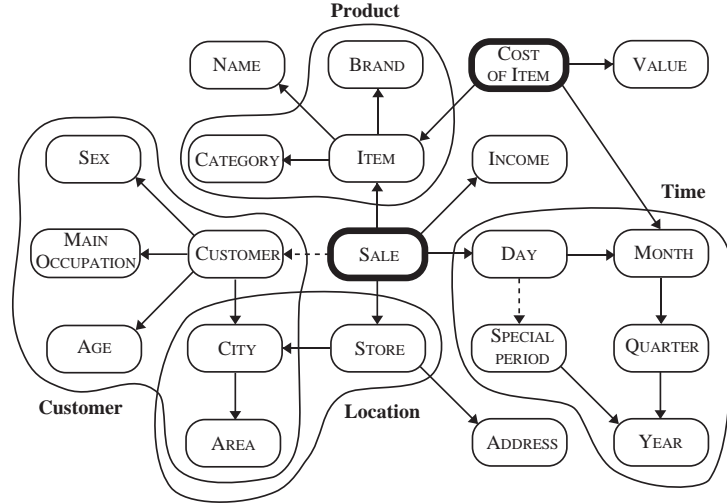 Product
COST
OF ITEM
NAME
BRAND
VALUE
SEX
CATEGORY
ITEM
INCOME
Time
MAIN
OCCUPATION
CUSTOMER
SALE
DAY
MONTH
AGE
CITY
STORE
SPECIAL
PERIOD
QUARTER
Customer
Location
AREA
ADDRESS
YEAR